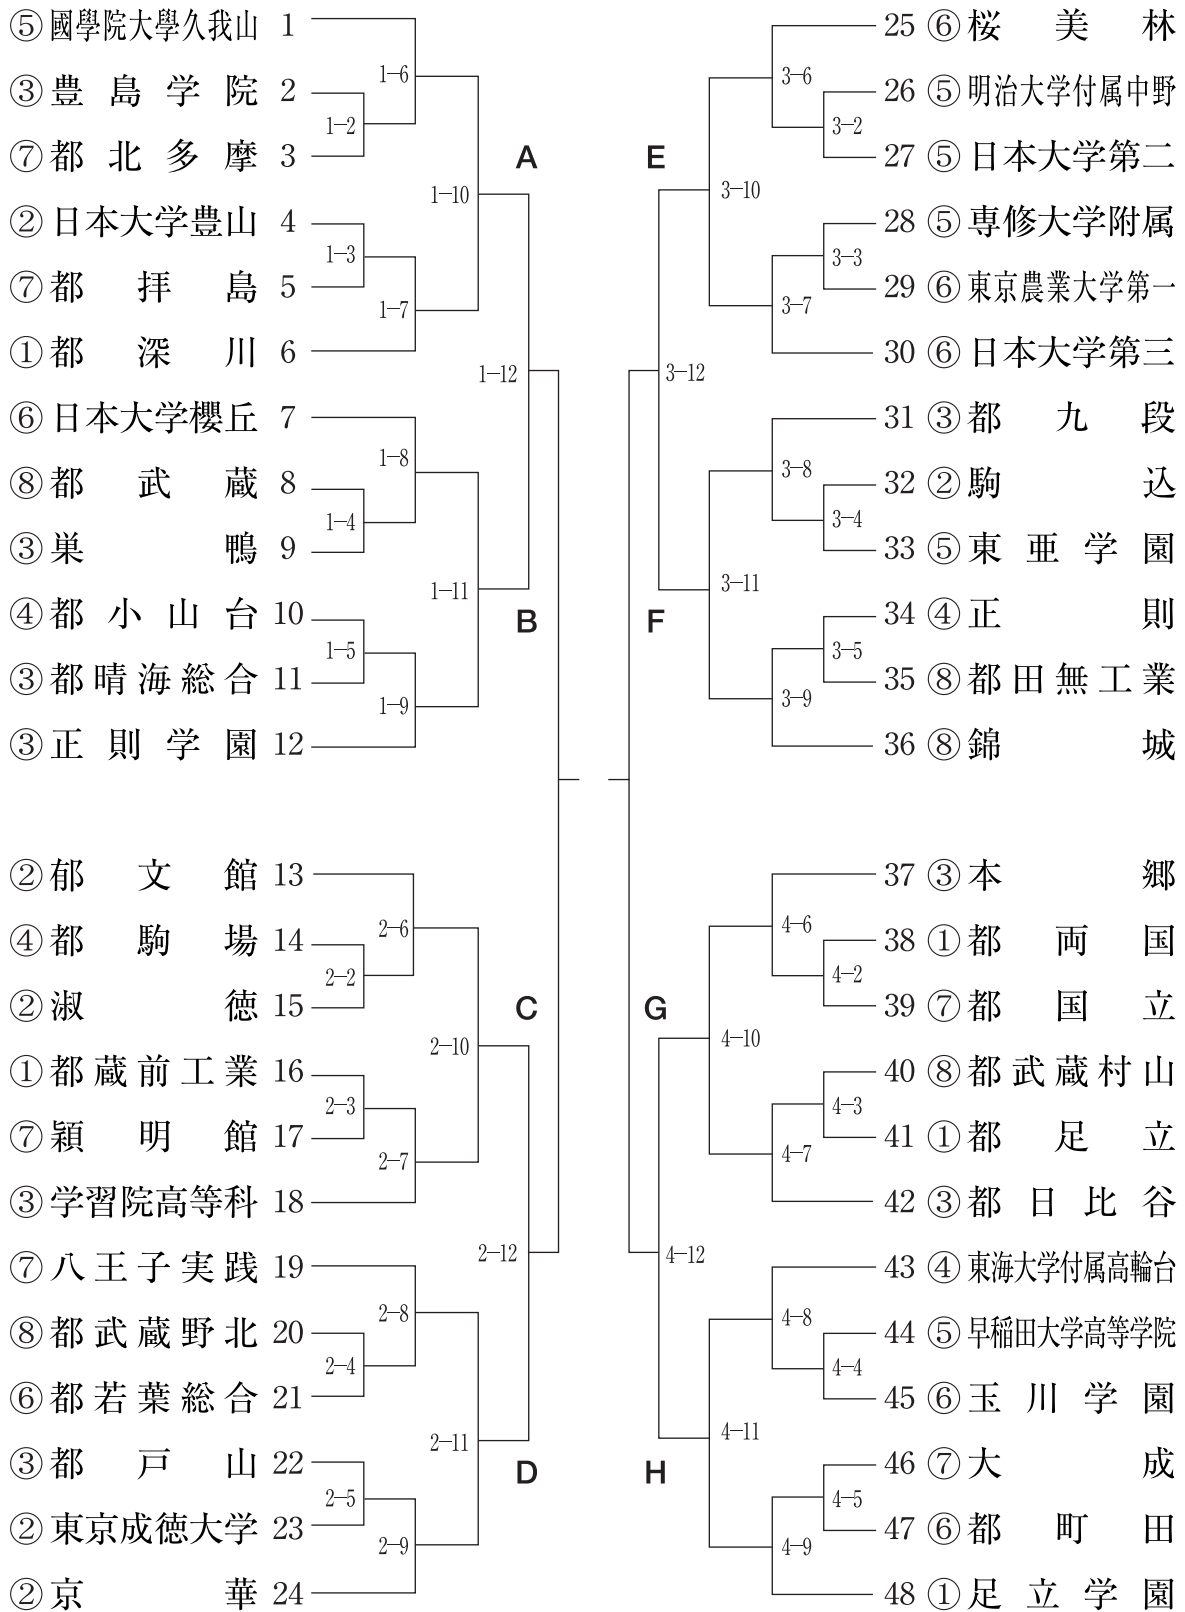 ⑤國學院大學久我山 1
1−6
③豊島学院 2
1−2
⑦都北多摩 3
A
1−10
②日本大学豊山 4
1−3
⑦都拝島 5
1−7
①都深川 6
1−12
⑥日本大学櫻丘 7
1−8
⑧都武蔵 8
1−4
③巣鴨 9
1−11
B
④都小山台 10
1−5
③都晴海総合 11
1−9
③正則学園 12
②郁文館 13
2−6
④都駒場 14
2−2
②淑徳 15
C
2−10
①都蔵前工業 16
2−3
⑦穎明館 17
2−7
③学習院高等科 18
2−12
⑦八王子実践 19
2−8
⑧都武蔵野北 20
2−4
⑥都若葉総合 21
2−11
D
③都戸山 22
2−5
②東京成徳大学 23
2−9
②京華 24
25 ⑥桜美林
3−6
26 ⑤明治大学付属中野
3−2
27 ⑤日本大学第二
E
3−10
28 ⑤専修大学附属
3−3
29 ⑥東京農業大学第一
3−7
30 ⑥日本大学第三
3−12
31 ③都九段
3−8
32 ②駒込
3−4
33 ⑤東亜学園
3−11
F
34 ④正則
3−5
35 ⑧都田無工業
3−9
36 ⑧錦城
37 ③本郷
4−6
38 ①都両国
4−2
39 ⑦都国立
G
4−10
40 ⑧都武蔵村山
4−3
41 ①都足立
4−7
42 ③都日比谷
4−12
43 ④東海大学付属高輪台
4−8
44 ⑤早稲田大学高等学院
4−4
45 ⑥玉川学園
4−11
H
46 ⑦大成
4−5
47 ⑥都町田
4−9
48 ①足立学園